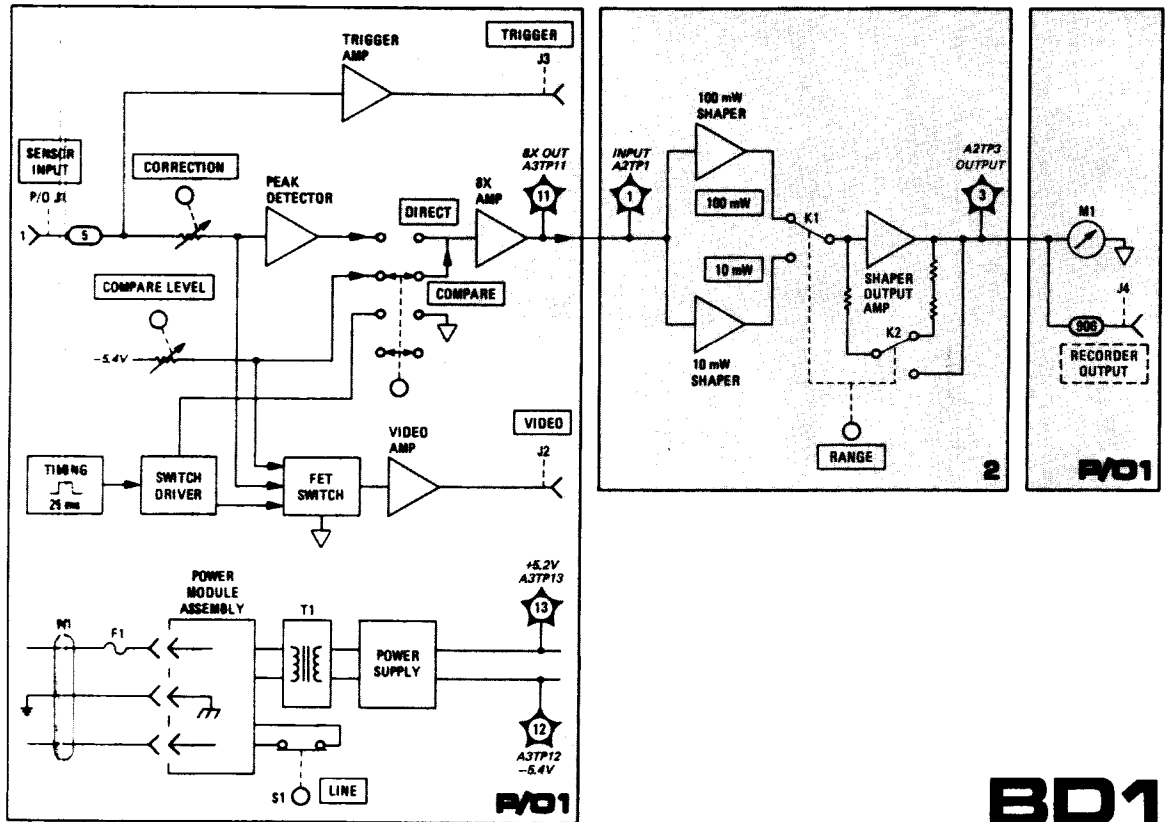 TRIGGER
AMP
TRIGGER
J3
SENSOR
INPUT
P/O J1
1
5
CORRECTION
PEAK
DETECTOR
DIRECT
8X
AMP
8X OUT
A3TP11
11
COMPARE LEVEL
COMPARE
-5.4V
VIDEO
AMP
VIDEO
J2
TIMING
25 ms
SWITCH
DRIVER
FET
SWITCH
POWER
MODULE
ASSEMBLY
W1
F1
T1
POWER
SUPPLY
+5.2V
A3TP13
13
12
A3TP12
-5.4V
S1
LINE
P/O1
INPUT
A2TP1
1
100 mW
SHAPER
100 mW
K1
10 mW
10 mW
SHAPER
SHAPER
OUTPUT
AMP
K2
A2TP3
OUTPUT
3
RANGE
2
M1
J4
906
RECORDER
OUTPUT
P/O1
BD1